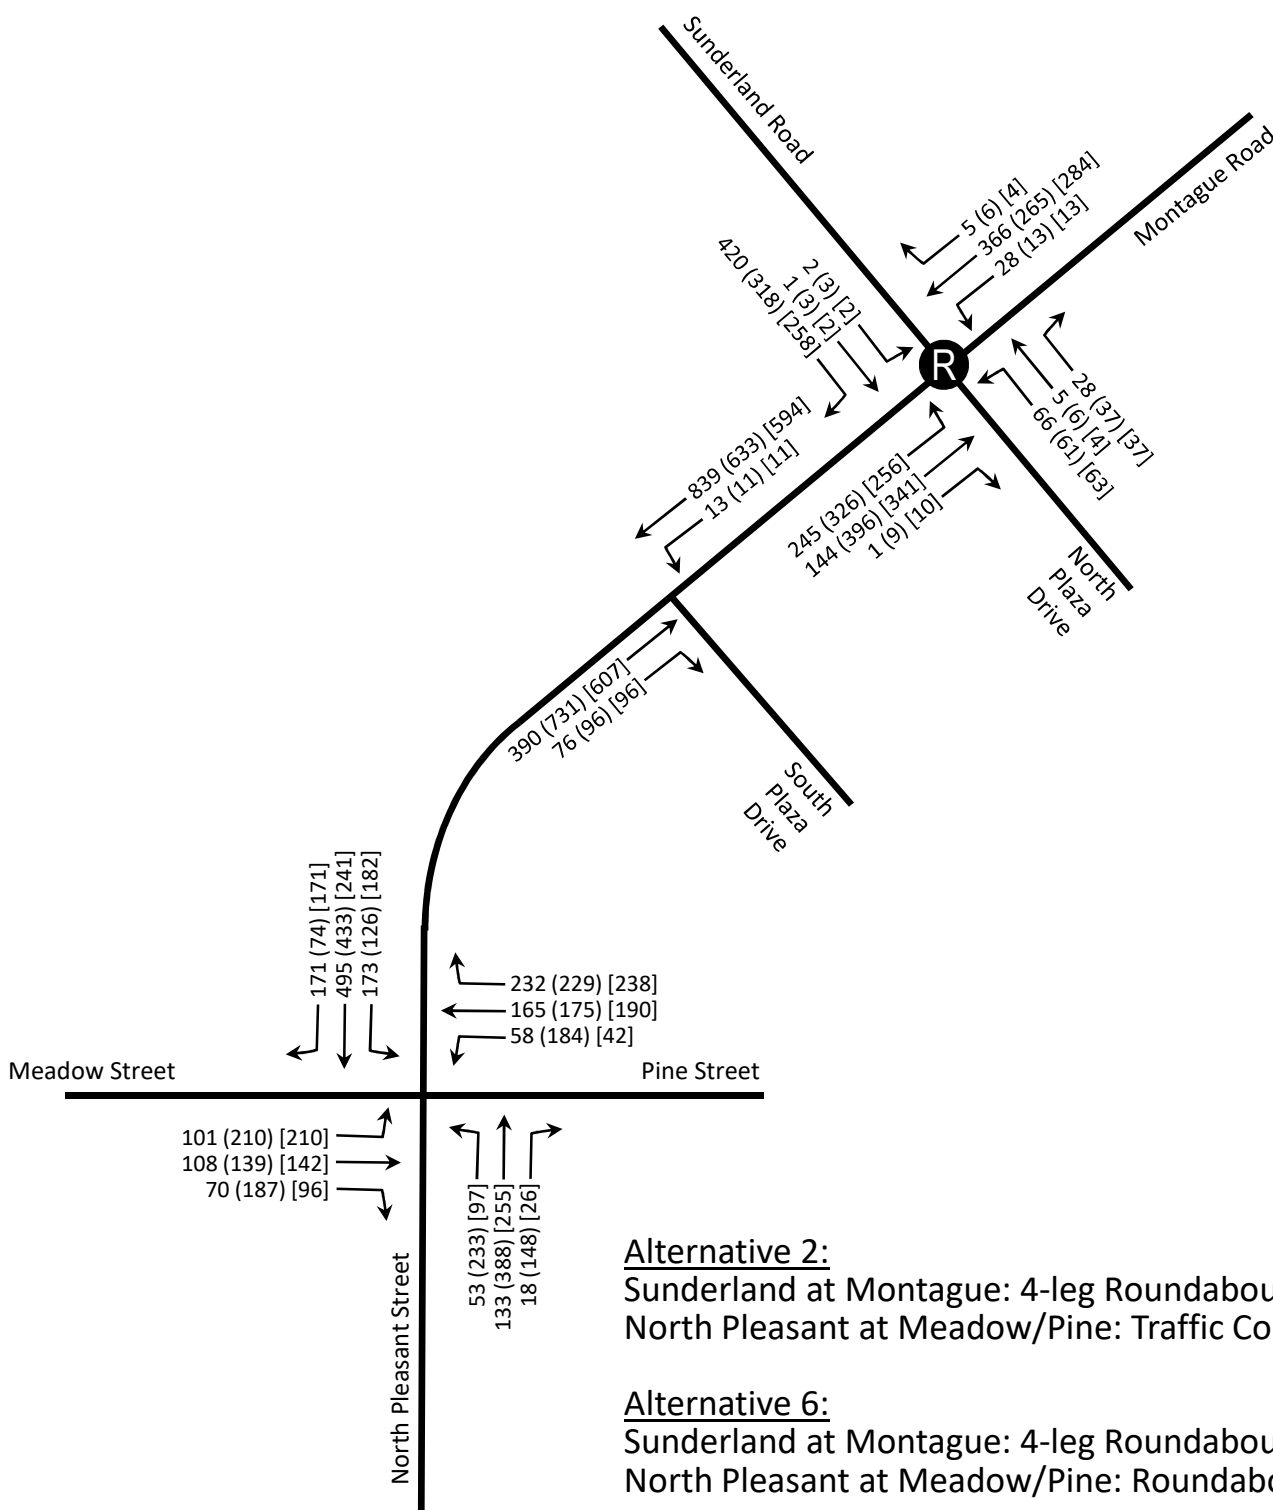 Sunderland Road
Montague Road
5 (6) [4]
366 (265) [284]
28 (13) [13]
2 (3) [2]
1 (3) [2]
420 (318) [258]
R
28 (37) [37]
5 (6) [4]
66 (61) [63]
839 (633) [594]
13 (11) [11]
245 (326) [256]
144 (396) [341]
1 (9) [10]
North
Plaza
Drive
390 (731) [607]
76 (96) [96]
South
Plaza
Drive
171 (74) [171]
495 (433) [241]
173 (126) [182]
232 (229) [238]
165 (175) [190]
58 (184) [42]
Meadow Street
Pine Street
101 (210) [210]
108 (139) [142]
70 (187) [96]
53 (233) [97]
133 (388) [255]
18 (148) [26]
North Pleasant Street
Alternative 2:
Sunderland at Montague: 4-leg Roundabou
North Pleasant at Meadow/Pine: Traffic Co
Alternative 6:
Sunderland at Montague: 4-leg Roundabou
North Pleasant at Meadow/Pine: Roundabo